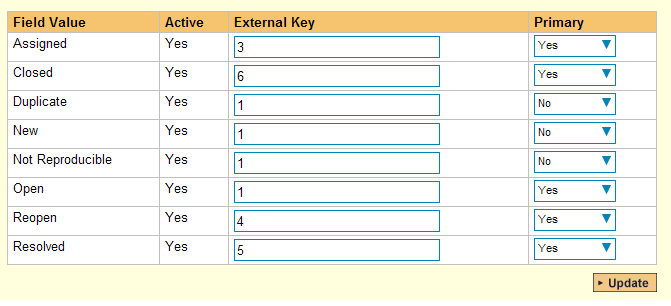 Field Value Active External Key Primary
Assigned Yes 3 Yes
Closed Yes 6 Yes
Duplicate Yes 1 No
New Yes 1 No
Not Reproducible Yes 1 No
Open Yes 1 Yes
Reopen Yes 4 Yes
Resolved Yes 5 Yes
Update